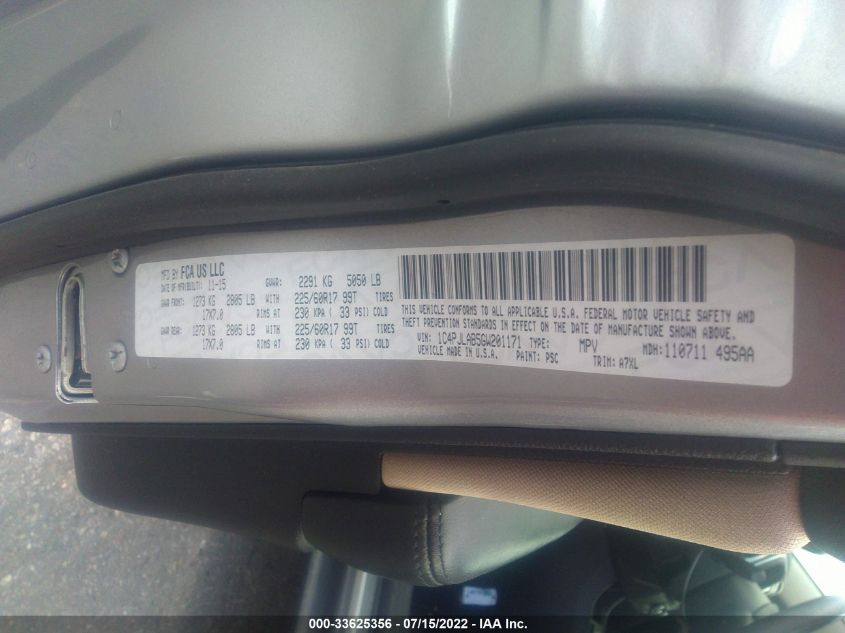 MFD BY FCA US LLC
DATE OF MFR(BUILT): 11-15 GVWR: 2291 KG 5050 LB
GAWR FRONT: 1273 KG 2805 LB WITH 225/60R17 99T TIRES
17X7.0 RIMS AT 230 KPA ( 33 PSI) COLD
GAWR REAR: 1273 KG 2805 LB WITH 225/60R17 99T TIRES
17X7.0 RIMS AT 230 KPA ( 33 PSI) COLD
THIS VEHICLE CONFORMS TO ALL APPLICABLE U.S.A. FEDERAL MOTOR VEHICLE SAFETY AND
THEFT PREVENTION STANDARDS IN EFFECT ON THE DATE OF MANUFACTURE SHOWN ABOVE.
VIN: 1C4PJLAB5GW201171 TYPE: MPV MDH: 110711 495AA
VEHICLE MADE IN U.S.A. PAINT: PSC TRIM: A7XL
000-33625356 - 07/15/2022 - IAA Inc.